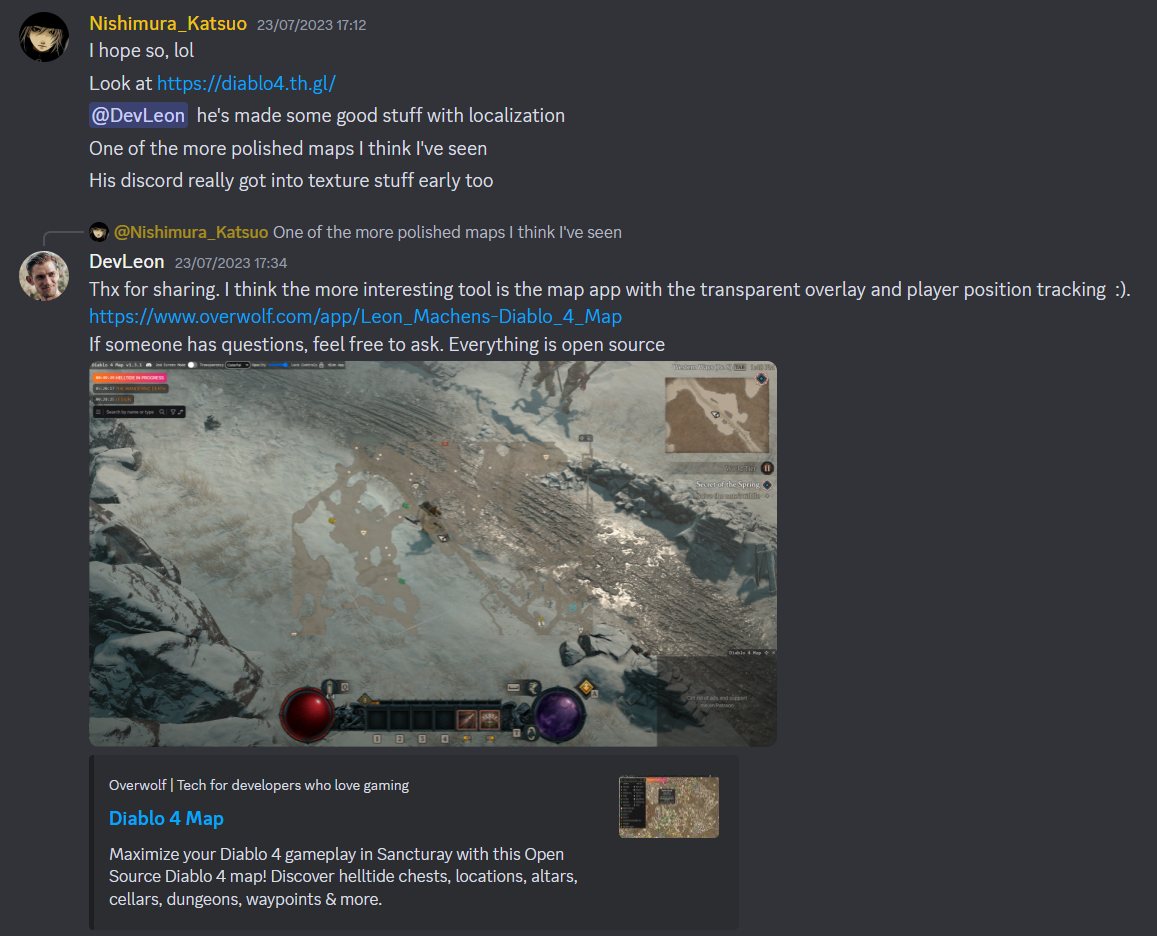 Nishimura_Katsuo 23/07/2023 17:12
I hope so, lol
Look at https://diablo4.th.gl/
@DevLeon he's made some good stuff with localization
One of the more polished maps I think I've seen
His discord really got into texture stuff early too
@Nishimura_Katsuo One of the more polished maps I think I've seen
DevLeon 23/07/2023 17:34
Thx for sharing. I think the more interesting tool is the map app with the transparent overlay and player position tracking :).
https://www.overwolf.com/app/Leon_Machens-Diablo_4_Map
If someone has questions, feel free to ask. Everything is open source
HELLTIDE IN PROGRESS
Search by name or type
Secret of the Spring
Q
1 2 3 4
T
Diablo 4 Map
Overwolf | Tech for developers who love gaming
Diablo 4 Map
Maximize your Diablo 4 gameplay in Sancturay with this Open
Source Diablo 4 map! Discover helltide chests, locations, altars,
cellars, dungeons, waypoints & more.